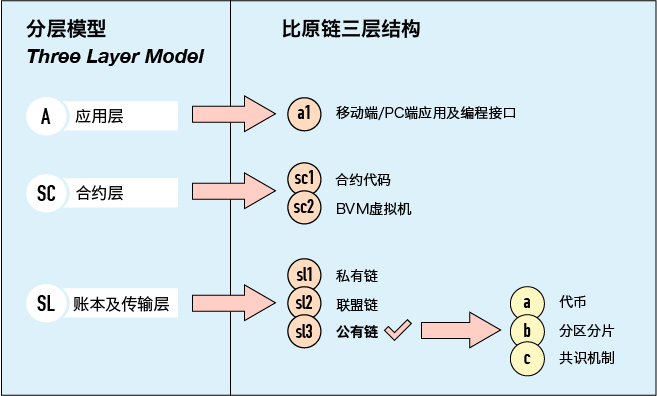 分层模型
Three Layer Model
比原链三层结构
A 应用层
a1 移动端/PC端应用及编程接口
SC 合约层
sc1 合约代码
sc2 BVM虚拟机
SL 账本及传输层
sl1 私有链
sl2 联盟链
sl3 公有链
a 代币
b 分区分片
c 共识机制